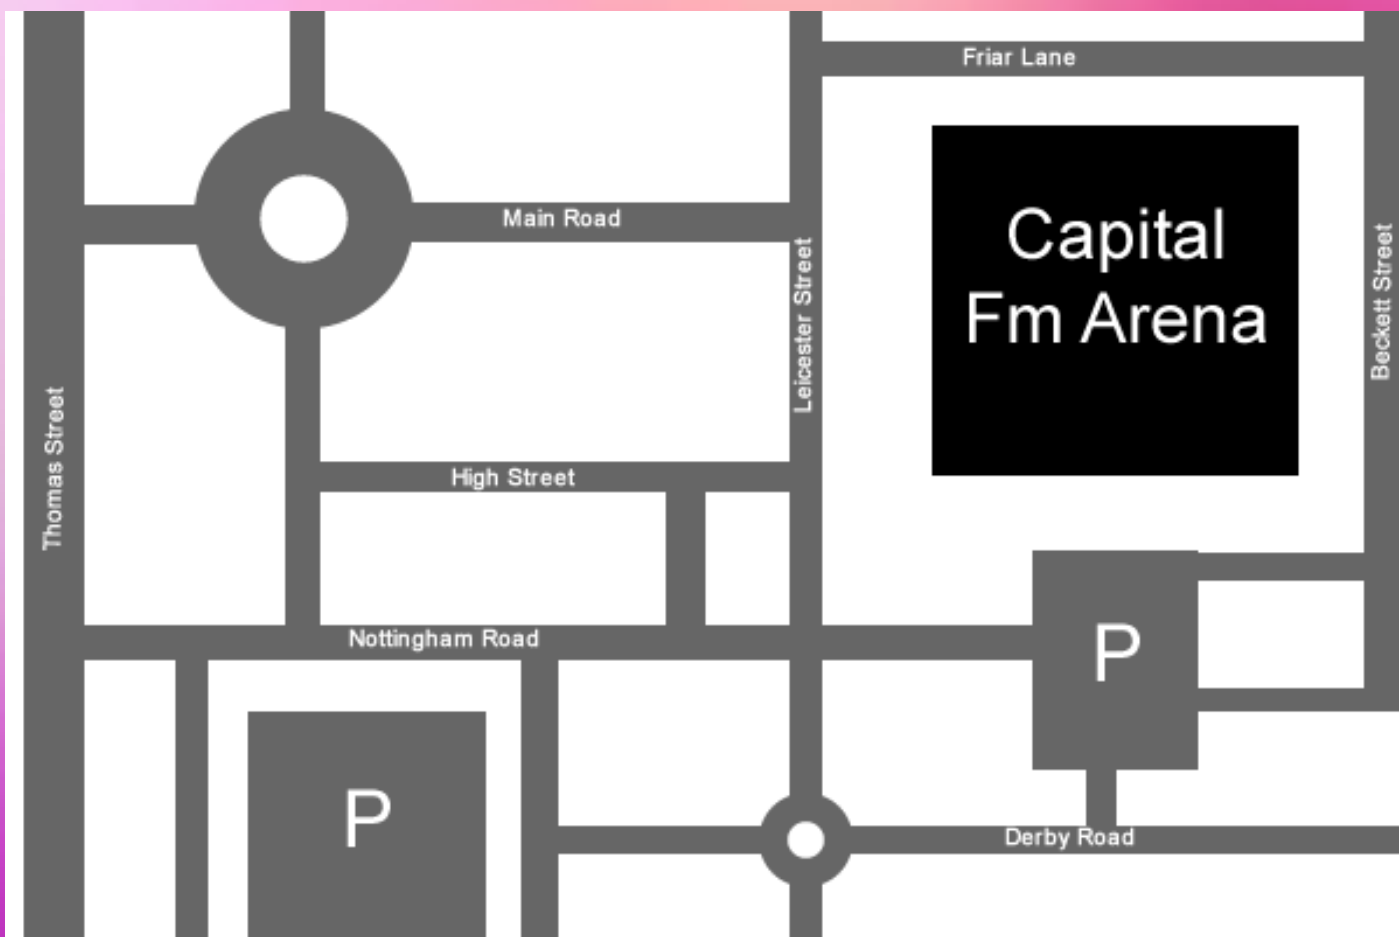 Friar Lane
Main Road
Capital
Fm Arena
Leicester Street
Beckett Street
Thomas Street
High Street
Nottingham Road
P
P
Derby Road